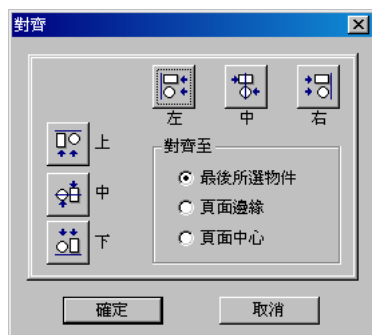 對齊
左 中 右
上
對齊至
最後所選物件
中
頁面邊緣
頁面中心
下
確定 取消